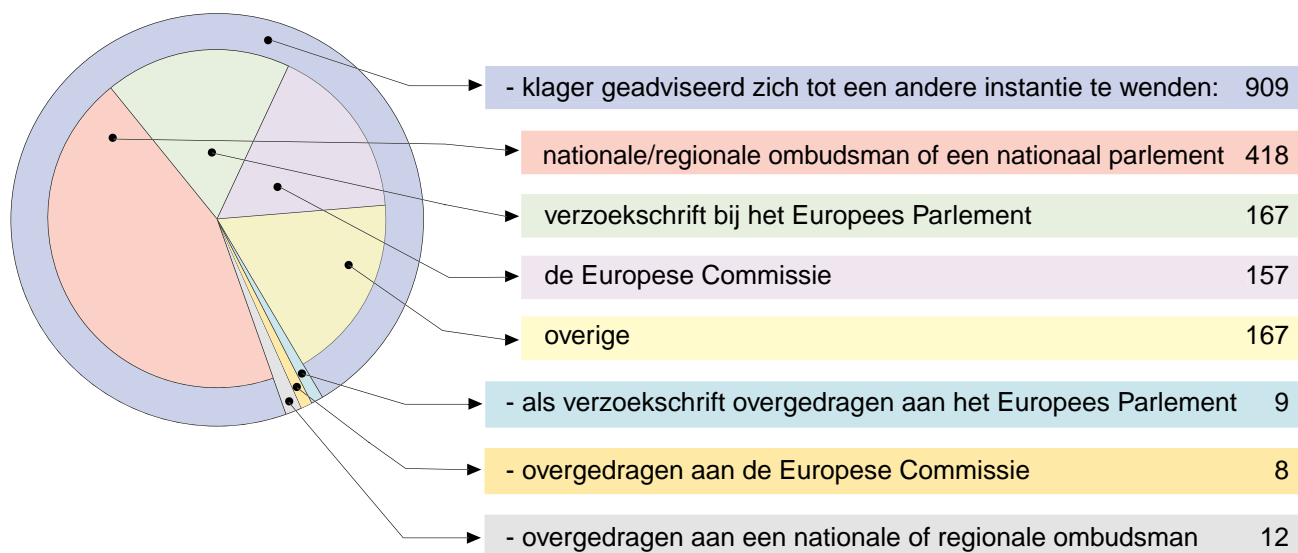 - klager geadviseerd zich tot een andere instantie te wenden: 909
nationale/regionale ombudsman of een nationaal parlement 418
verzoekschrift bij het Europees Parlement 167
de Europese Commissie 157
overige 167
- als verzoekschrift overgedragen aan het Europees Parlement 9
- overgedragen aan de Europese Commissie 8
- overgedragen aan een nationale of regionale ombudsman 12